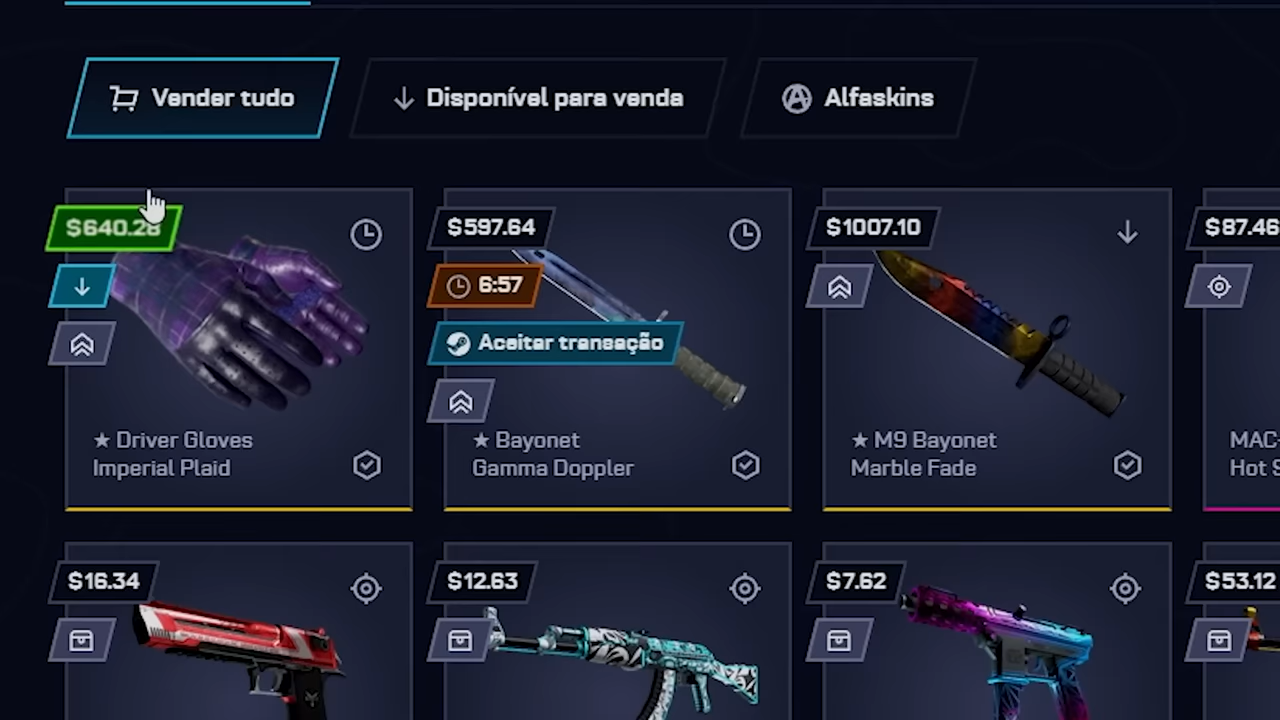 Vender tudo
Disponível para venda
Alfaskins
$640.28
$597.64
$1007.10
$87.46
6:57
Aceitar transação
★ Driver Gloves
Imperial Plaid
★ Bayonet
Gamma Doppler
★ M9 Bayonet
Marble Fade
MAC-
Hot S
$16.34
$12.63
$7.62
$53.12